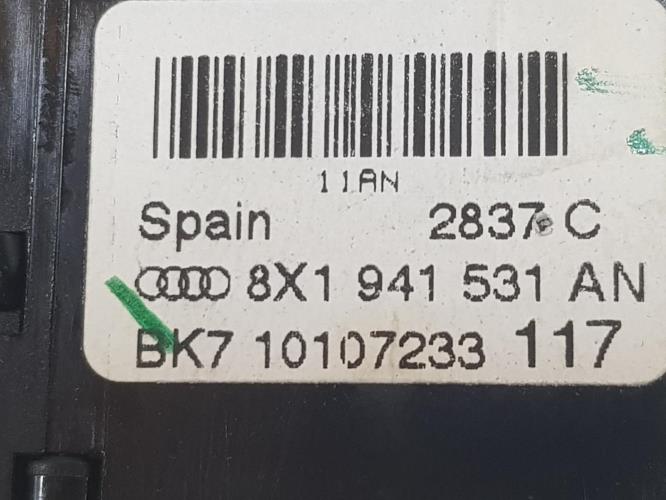 11AN
Spain 2837 C
8X1 941 531 AN
BK7 10107233 117